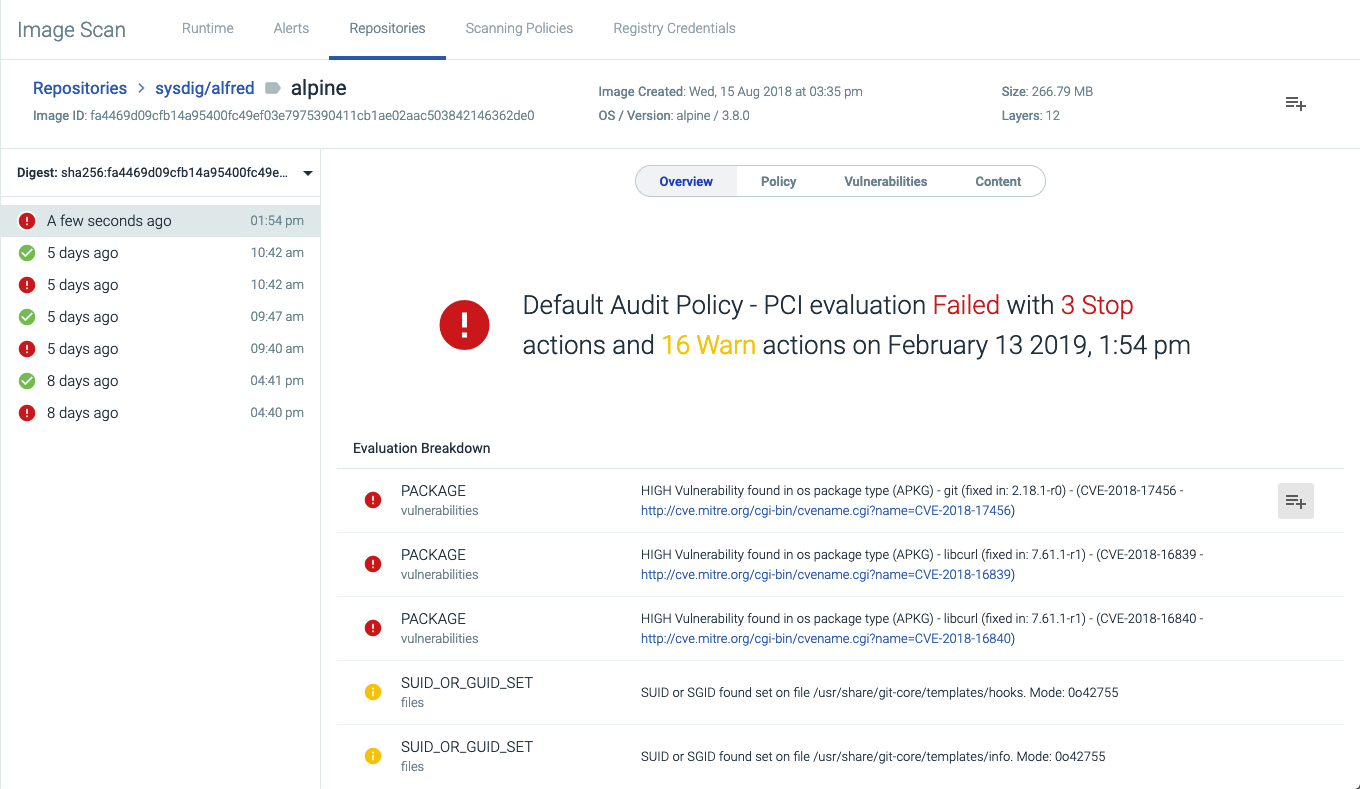 Image Scan
Runtime
Alerts
Repositories
Scanning Policies
Registry Credentials
Repositories > sysdig/alfred alpine
Image ID: fa4469d09cfb14a95400fc49ef03e7975390411cb1ae02aac503842146362de0
Image Created: Wed, 15 Aug 2018 at 03:35 pm
OS / Version: alpine / 3.8.0
Size: 266.79 MB
Layers: 12
Digest: sha256:fa4469d09cfb14a95400fc49e...
A few seconds ago 01:54 pm
5 days ago 10:42 am
5 days ago 10:42 am
5 days ago 09:47 am
5 days ago 09:40 am
8 days ago 04:41 pm
8 days ago 04:40 pm
Overview
Policy
Vulnerabilities
Content
Default Audit Policy - PCI evaluation Failed with 3 Stop
actions and 16 Warn actions on February 13 2019, 1:54 pm
Evaluation Breakdown
PACKAGE
vulnerabilities
HIGH Vulnerability found in os package type (APKG) - git (fixed in: 2.18.1-r0) - (CVE-2018-17456 -
http://cve.mitre.org/cgi-bin/cvename.cgi?name=CVE-2018-17456)
PACKAGE
vulnerabilities
HIGH Vulnerability found in os package type (APKG) - libcurl (fixed in: 7.61.1-r1) - (CVE-2018-16839 -
http://cve.mitre.org/cgi-bin/cvename.cgi?name=CVE-2018-16839)
PACKAGE
vulnerabilities
HIGH Vulnerability found in os package type (APKG) - libcurl (fixed in: 7.61.1-r1) - (CVE-2018-16840 -
http://cve.mitre.org/cgi-bin/cvename.cgi?name=CVE-2018-16840)
SUID_OR_GUID_SET
files
SUID or SGID found set on file /usr/share/git-core/templates/hooks. Mode: 0o42755
SUID_OR_GUID_SET
files
SUID or SGID found set on file /usr/share/git-core/templates/info. Mode: 0o42755